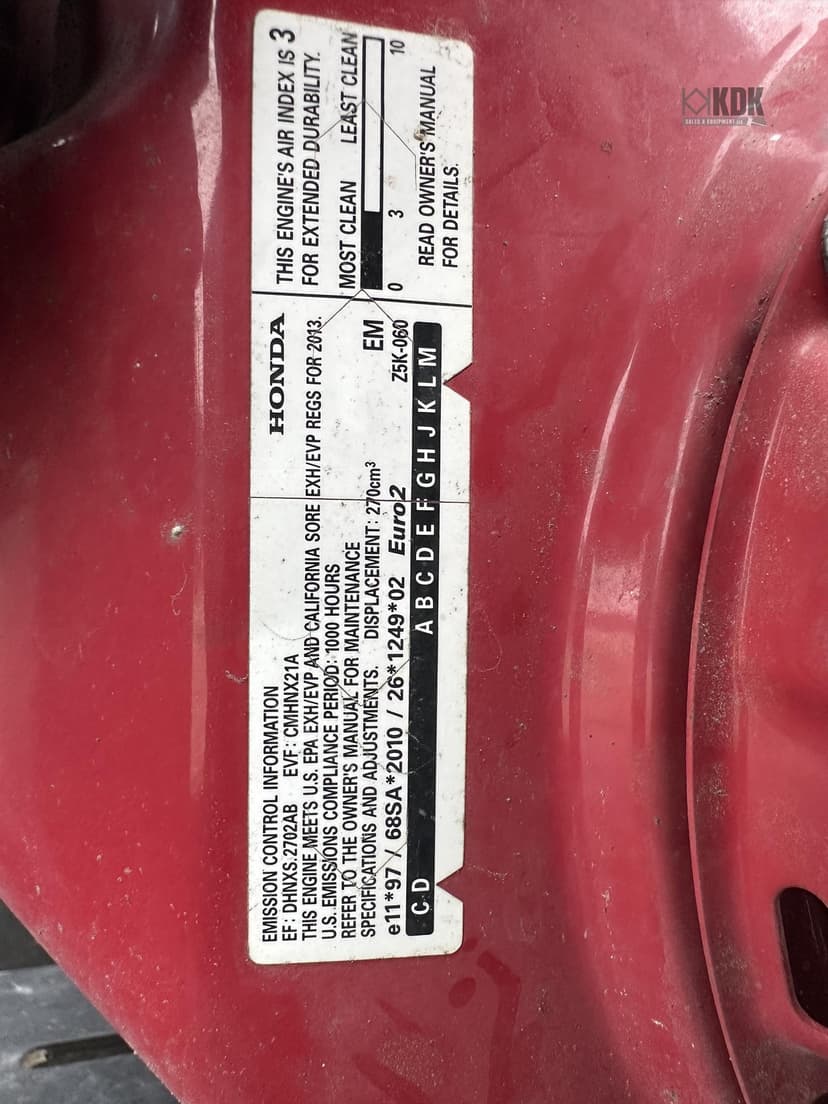 EMISSION CONTROL INFORMATION
EF: DHNXS.2702AB EVF: CMHNX21A
HONDA
THIS ENGINE MEETS U.S. EPA EXH/EVP AND CALIFORNIA SORE EXH/EVP REGS FOR 2013.
U.S. EMISSIONS COMPLIANCE PERIOD: 1000 HOURS
REFER TO THE OWNER'S MANUAL FOR MAINTENANCE
SPECIFICATIONS AND ADJUSTMENTS. DISPLACEMENT: 270cm³
EM
e11*97 / 68SA*2010 / 26*1249*02 Euro2 Z5K-060
C D A B C D E F G H J K L M
THIS ENGINE'S AIR INDEX IS 3
FOR EXTENDED DURABILITY.
MOST CLEAN LEAST CLEAN
0 3 10
READ OWNER'S MANUAL
FOR DETAILS.
KDK
SALES & EQUIPMENT LLC